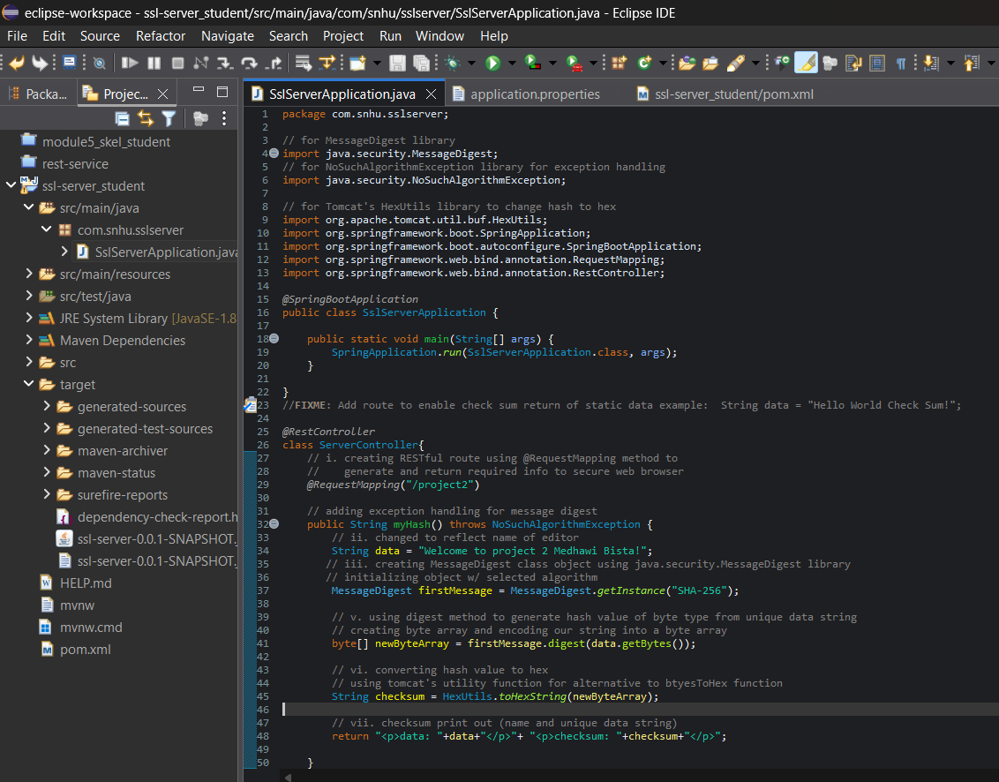 eclipse-workspace - ssl-server_student/src/main/java/com/snhu/sslserver/SslServerApplication.java - Eclipse IDE
File Edit Source Refactor Navigate Search Project Run Window Help
Packa... Projec...
module5_skel_student
rest-service
ssl-server_student
src/main/java
com.snhu.sslserver
SslServerApplication.java
src/main/resources
src/test/java
JRE System Library [JavaSE-1.8
Maven Dependencies
src
target
generated-sources
generated-test-sources
maven-archiver
maven-status
surefire-reports
dependency-check-report.h
ssl-server-0.0.1-SNAPSHOT.
ssl-server-0.0.1-SNAPSHOT.
HELP.md
mvnw
mvnw.cmd
pom.xml
SslServerApplication.java application.properties ssl-server_student/pom.xml
1 package com.snhu.sslserver;
2
3 // for MessageDigest library
4 import java.security.MessageDigest;
5 // for NoSuchAlgorithmException library for exception handling
6 import java.security.NoSuchAlgorithmException;
7
8 // for Tomcat's HexUtils library to change hash to hex
9 import org.apache.tomcat.util.buf.HexUtils;
10 import org.springframework.boot.SpringApplication;
11 import org.springframework.boot.autoconfigure.SpringBootApplication;
12 import org.springframework.web.bind.annotation.RequestMapping;
13 import org.springframework.web.bind.annotation.RestController;
14
15 @SpringBootApplication
16 public class SslServerApplication {
17
18 public static void main(String[] args) {
19 SpringApplication.run(SslServerApplication.class, args);
20 }
21
22 }
23 //FIXME: Add route to enable check sum return of static data example:  String data = "Hello World Check Sum!";
24
25 @RestController
26 class ServerController{
27 // i. creating RESTful route using @RequestMapping method to
28 //    generate and return required info to secure web browser
29 @RequestMapping("/project2")
30
31 // adding exception handling for message digest
32 public String myHash() throws NoSuchAlgorithmException {
33 // ii. changed to reflect name of editor
34 String data = "Welcome to project 2 Medhawi Bista!";
35 // iii. creating MessageDigest class object using java.security.MessageDigest library
36 // initializing object w/ selected algorithm
37 MessageDigest firstMessage = MessageDigest.getInstance("SHA-256");
38
39 // v. using digest method to generate hash value of byte type from unique data string
40 // creating byte array and encoding our string into a byte array
41 byte[] newByteArray = firstMessage.digest(data.getBytes());
42
43 // vi. converting hash value to hex
44 // using tomcat's utility function for alternative to btyesToHex function
45 String checksum = HexUtils.toHexString(newByteArray);
46
47 // vii. checksum print out (name and unique data string)
48 return "<p>data: "+data+"</p>"+ "<p>checksum: "+checksum+"</p>";
49
50 }